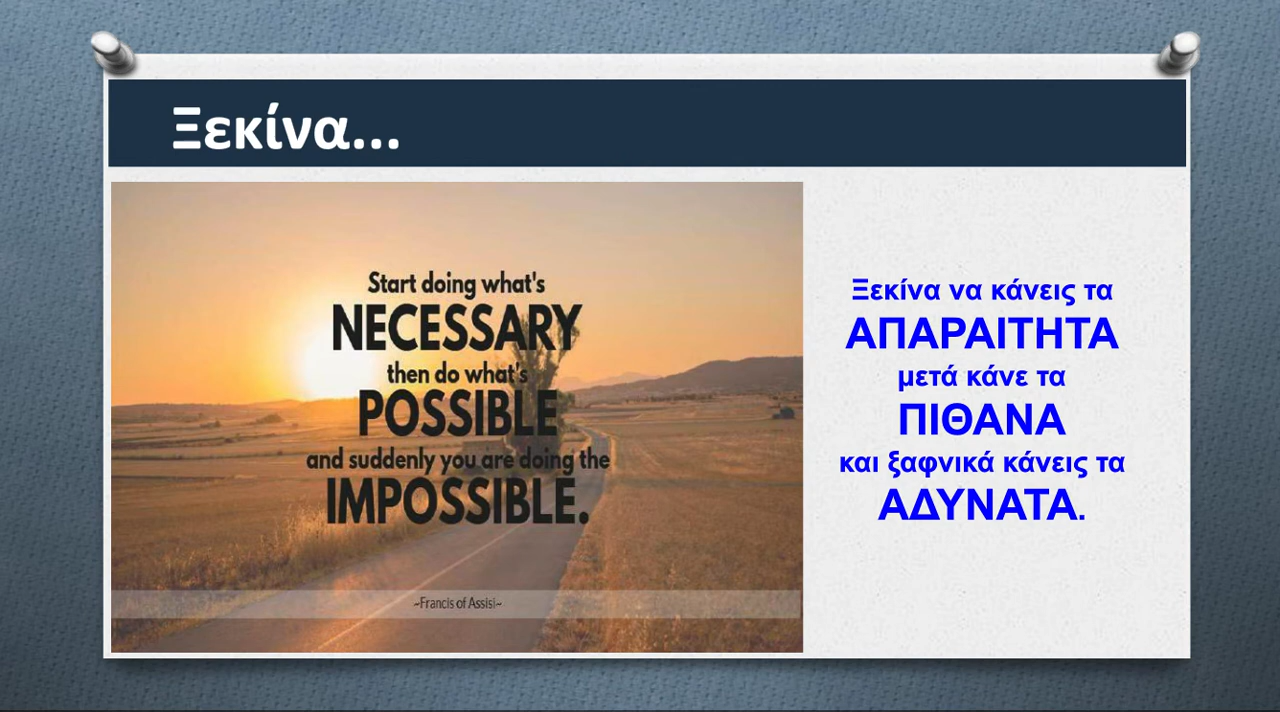 Ξεκίνα...
Start doing what's
NECESSARY
then do what's
POSSIBLE
and suddenly you are doing the
IMPOSSIBLE.
~Francis of Assisi~
Ξεκίνα να κάνεις τα
ΑΠΑΡΑΙΤΗΤΑ
μετά κάνε τα
ΠΙΘΑΝΑ
και ξαφνικά κάνεις τα
ΑΔΥΝΑΤΑ.